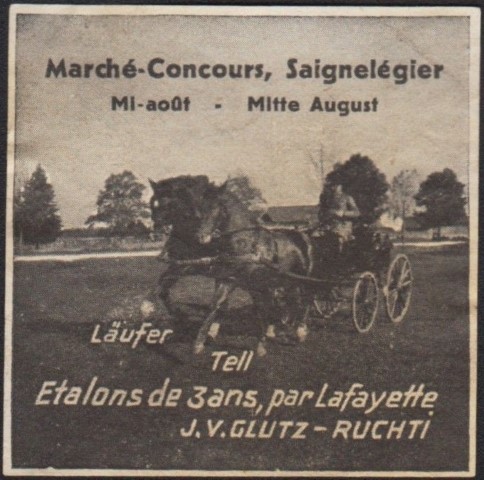 Marché-Concours, Saignelégier
Mi-août - Mitte August
Läufer
Tell
Etalons de 3ans, par Lafayette
J.V.GLUTZ-RUCHTI